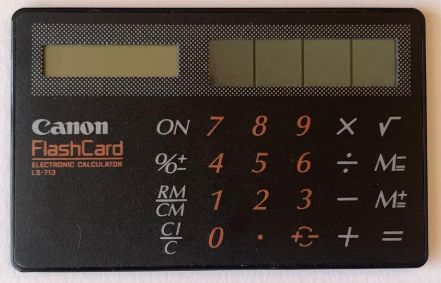 Canon
FlashCard
ELECTRONIC CALCULATOR
LS-713
ON 7 8 9 × √
%± 4 5 6 ÷ M=
RM/CM 1 2 3 − M±
CI/C 0 · + =